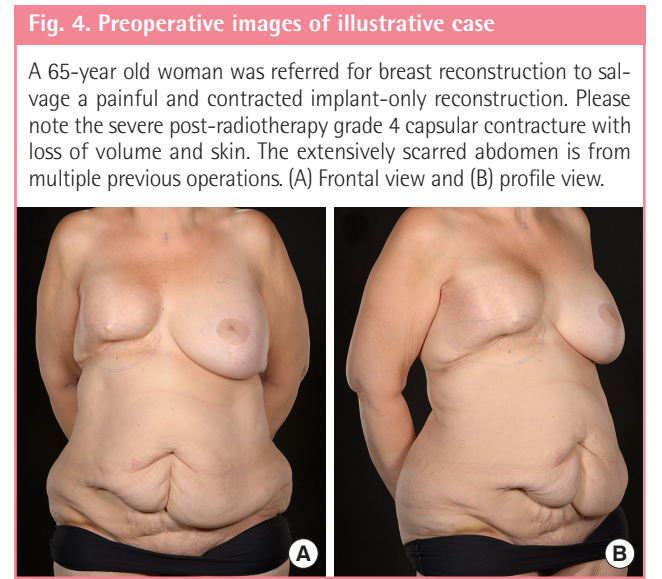 Fig. 4. Preoperative images of illustrative case
A 65-year old woman was referred for breast reconstruction to sal-
vage a painful and contracted implant-only reconstruction. Please
note the severe post-radiotherapy grade 4 capsular contracture with
loss of volume and skin. The extensively scarred abdomen is from
multiple previous operations. (A) Frontal view and (B) profile view.
A
B